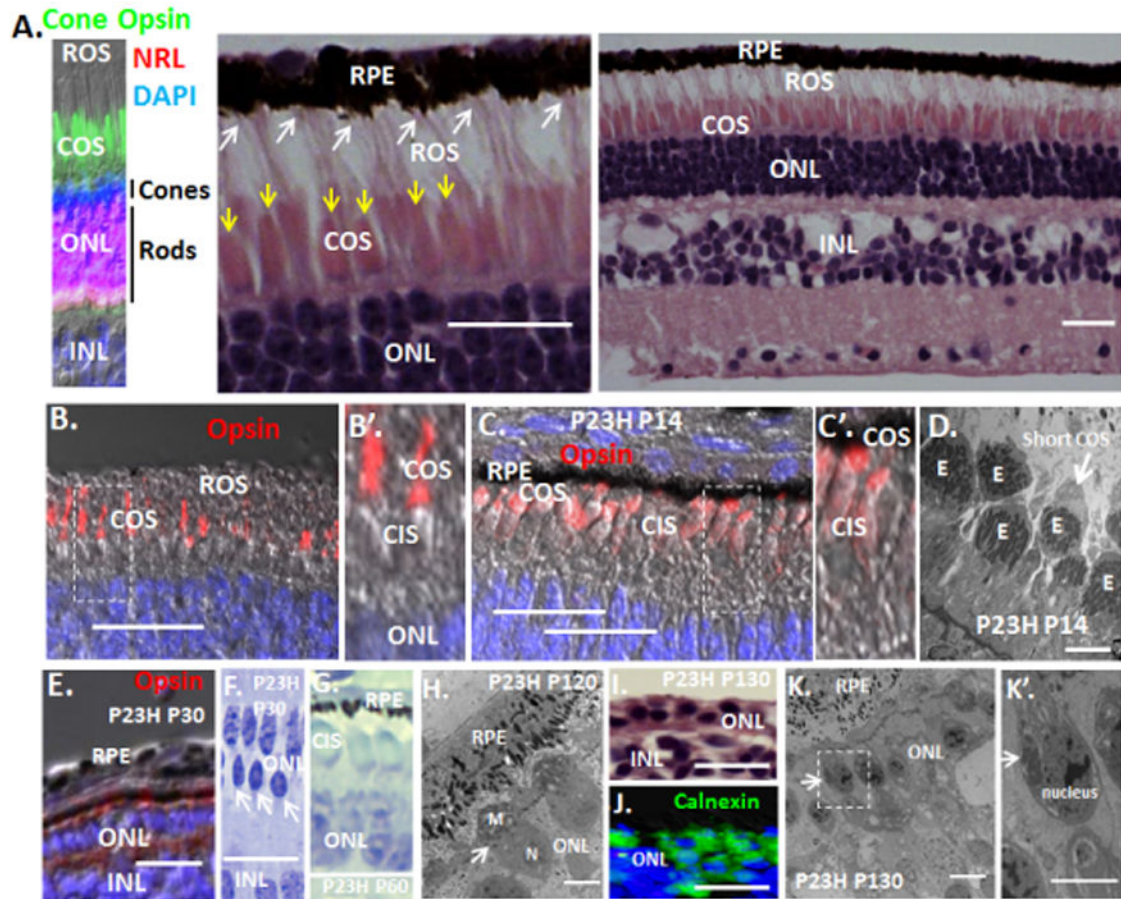 A.
Cone Opsin
NRL
DAPI
ROS
COS
Cones
ONL
Rods
INL
RPE
ROS
COS
ONL
RPE
ROS
COS
ONL
INL
B.
Opsin
ROS
COS
B'.
COS
CIS
ONL
C.
P23H P14
Opsin
RPE
COS
CIS
C'.
COS
D.
Short COS
E
E
E
E
E
P23H P14
E.
Opsin
P23H P30
RPE
ONL
INL
F.
P23H
P30
ONL
INL
G.
RPE
CIS
ONL
P23H P60
H.
P23H P120
RPE
M
N
ONL
I.
P23H P130
ONL
INL
J.
Calnexin
ONL
K.
RPE
ONL
P23H P130
K'.
nucleus